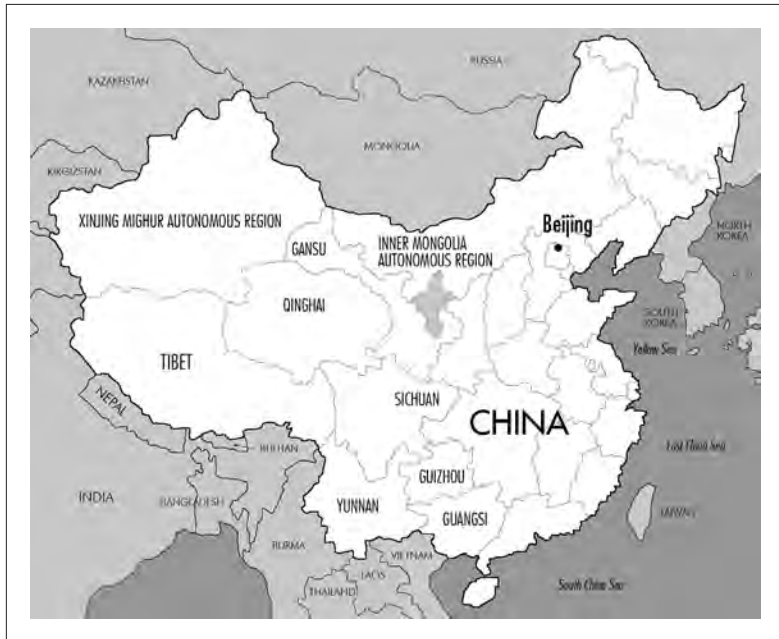 RUSSIA
KAZAKHSTAN
MONGOLIA
KIRGIZSTAN
XINJING MIGHUR AUTONOMOUS REGION
Beijing
NORTH
KOREA
GANSU
INNER MONGOLIA
AUTONOMOUS REGION
QINGHAI
SOUTH
KOREA
Yellow Sea
TIBET
SICHUAN
CHINA
NEPAL
BHUTAN
East China Sea
GUIZHOU
INDIA
BANGLADESH
YUNNAN
GUANGSI
TAIWAN
BURMA
VIETNAM
LAOS
THAILAND
South China Sea